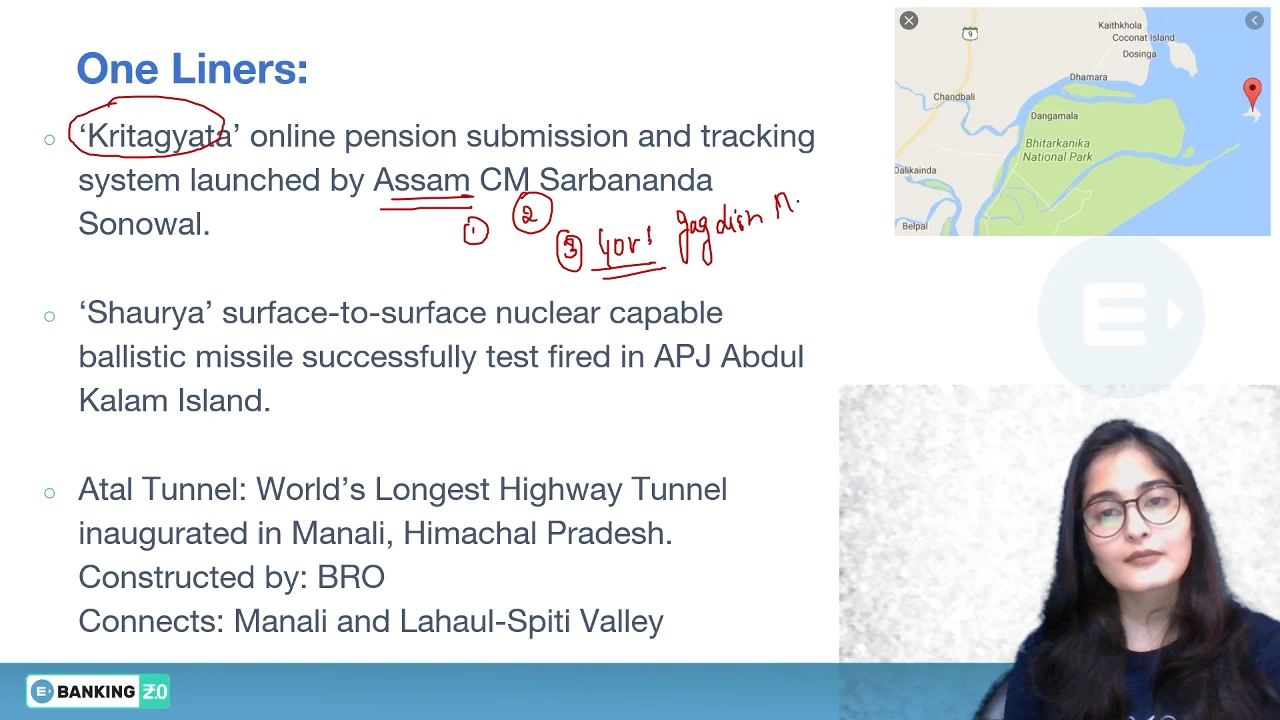 One Liners:
‘Kritagyata’ online pension submission and tracking
system launched by Assam CM Sarbananda
Sonowal.
1
2
3 Gov: Jagdish M.
‘Shaurya’ surface-to-surface nuclear capable
ballistic missile successfully test fired in APJ Abdul
Kalam Island.
Atal Tunnel: World’s Longest Highway Tunnel
inaugurated in Manali, Himachal Pradesh.
Constructed by: BRO
Connects: Manali and Lahaul-Spiti Valley
Kaithkhola
9
Coconat Island
Dosinga
Dhamara
Chandbali
Dangamala
Bhitarkanika
National Park
Dalikainda
Belpal
E
E BANKING 2.0